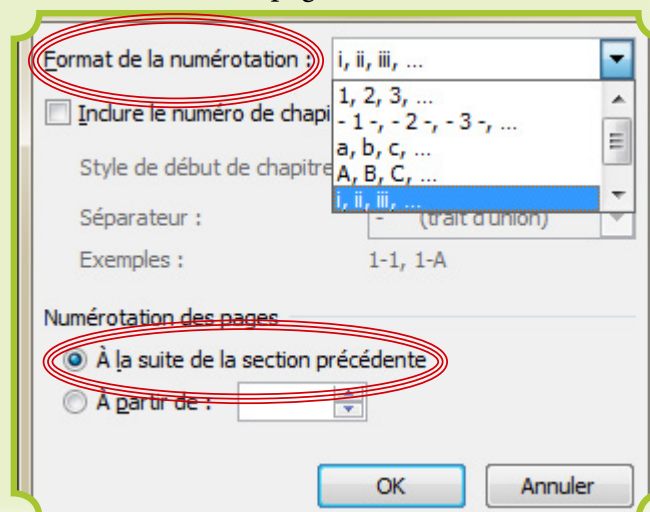 Format de la numérotation : i, ii, iii, ...
1, 2, 3, ...
Inclure le numéro de chapi
- 1 -, - 2 -, - 3 -, ...
a, b, c, ...
Style de début de chapitre
A, B, C, ...
i, ii, iii, ...
Séparateur : - (trait d'union)
Exemples : 1-1, 1-A
Numérotation des pages
À la suite de la section précédente
À partir de :
OK Annuler